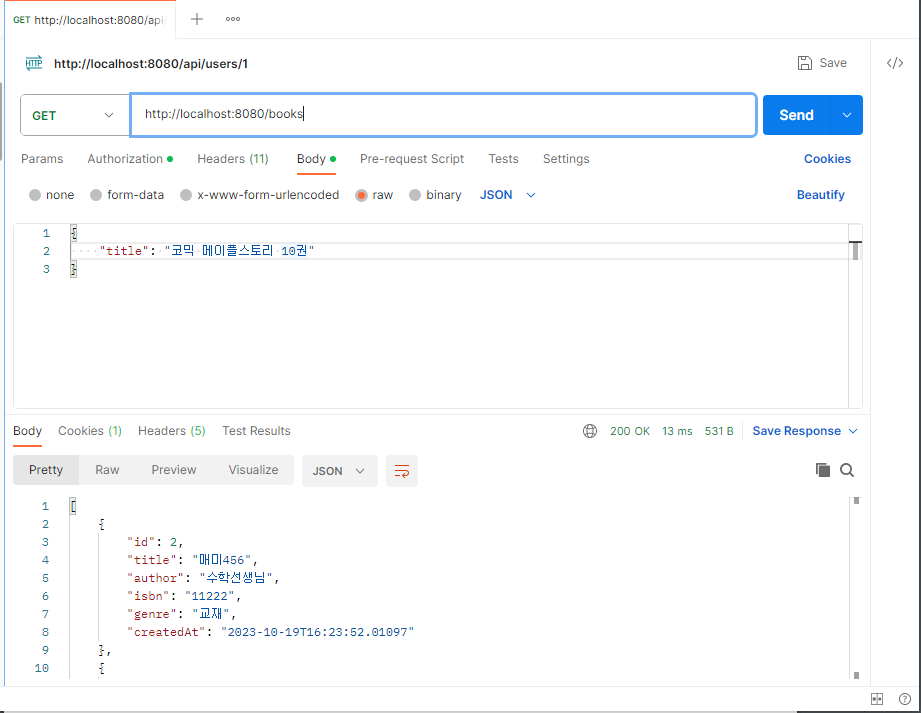 GET http://localhost:8080/api
http://localhost:8080/api/users/1 Save
GET http://localhost:8080/books Send
Params Authorization Headers (11) Body Pre-request Script Tests Settings Cookies
none form-data x-www-form-urlencoded raw binary JSON Beautify
1 {
2 "title": "코믹 메이플스토리 10권"
3 }
Body Cookies (1) Headers (5) Test Results 200 OK 13 ms 531 B Save Response
Pretty Raw Preview Visualize JSON
1 [
2 {
3 "id": 2,
4 "title": "매미456",
5 "author": "수학선생님",
6 "isbn": "11222",
7 "genre": "교재",
8 "createdAt": "2023-10-19T16:23:52.01097"
9 },
10 {